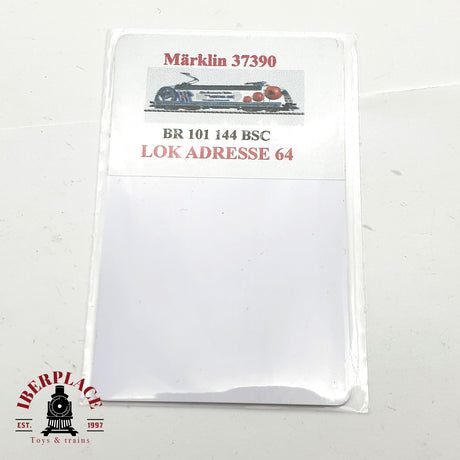 Märklin 37390
BR 101 144 BSC
LOK ADRESSE 64
IBERPLACE
EST. 1997
Toys & trains